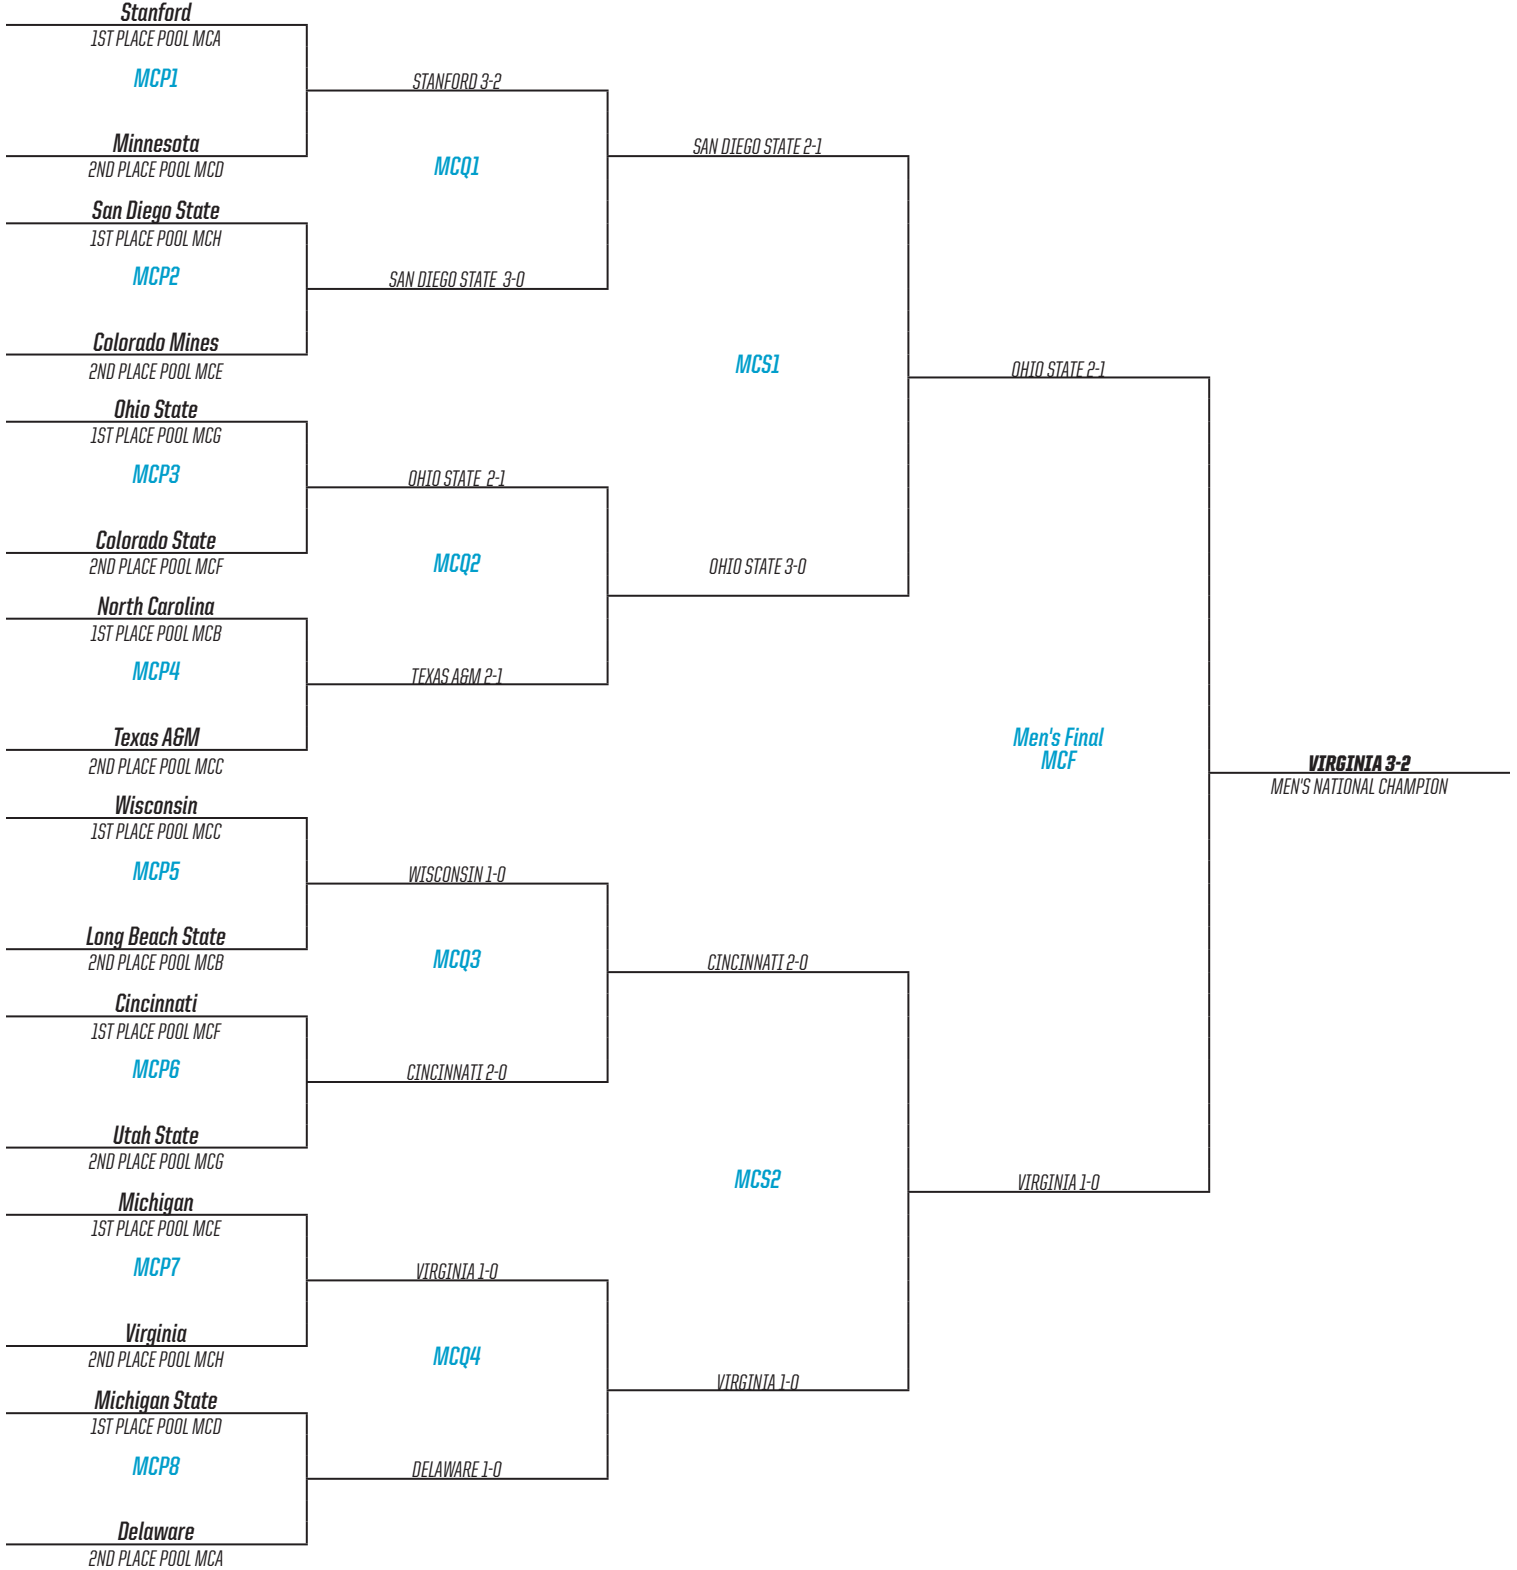 Stanford
1ST PLACE POOL MCA
MCP1
Minnesota
2ND PLACE POOL MCD
San Diego State
1ST PLACE POOL MCH
MCP2
Colorado Mines
2ND PLACE POOL MCE
Ohio State
1ST PLACE POOL MCG
MCP3
Colorado State
2ND PLACE POOL MCF
North Carolina
1ST PLACE POOL MCB
MCP4
Texas A&M
2ND PLACE POOL MCC
Wisconsin
1ST PLACE POOL MCC
MCP5
Long Beach State
2ND PLACE POOL MCB
Cincinnati
1ST PLACE POOL MCF
MCP6
Utah State
2ND PLACE POOL MCG
Michigan
1ST PLACE POOL MCE
MCP7
Virginia
2ND PLACE POOL MCH
Michigan State
1ST PLACE POOL MCD
MCP8
Delaware
2ND PLACE POOL MCA
STANFORD 3-2
MCQ1
SAN DIEGO STATE 3-0
OHIO STATE 2-1
MCQ2
TEXAS A&M 2-1
WISCONSIN 1-0
MCQ3
CINCINNATI 2-0
VIRGINIA 1-0
MCQ4
DELAWARE 1-0
SAN DIEGO STATE 2-1
MCS1
OHIO STATE 3-0
CINCINNATI 2-0
MCS2
VIRGINIA 1-0
OHIO STATE 2-1
Men's Final
MCF
VIRGINIA 1-0
VIRGINIA 3-2
MEN'S NATIONAL CHAMPION